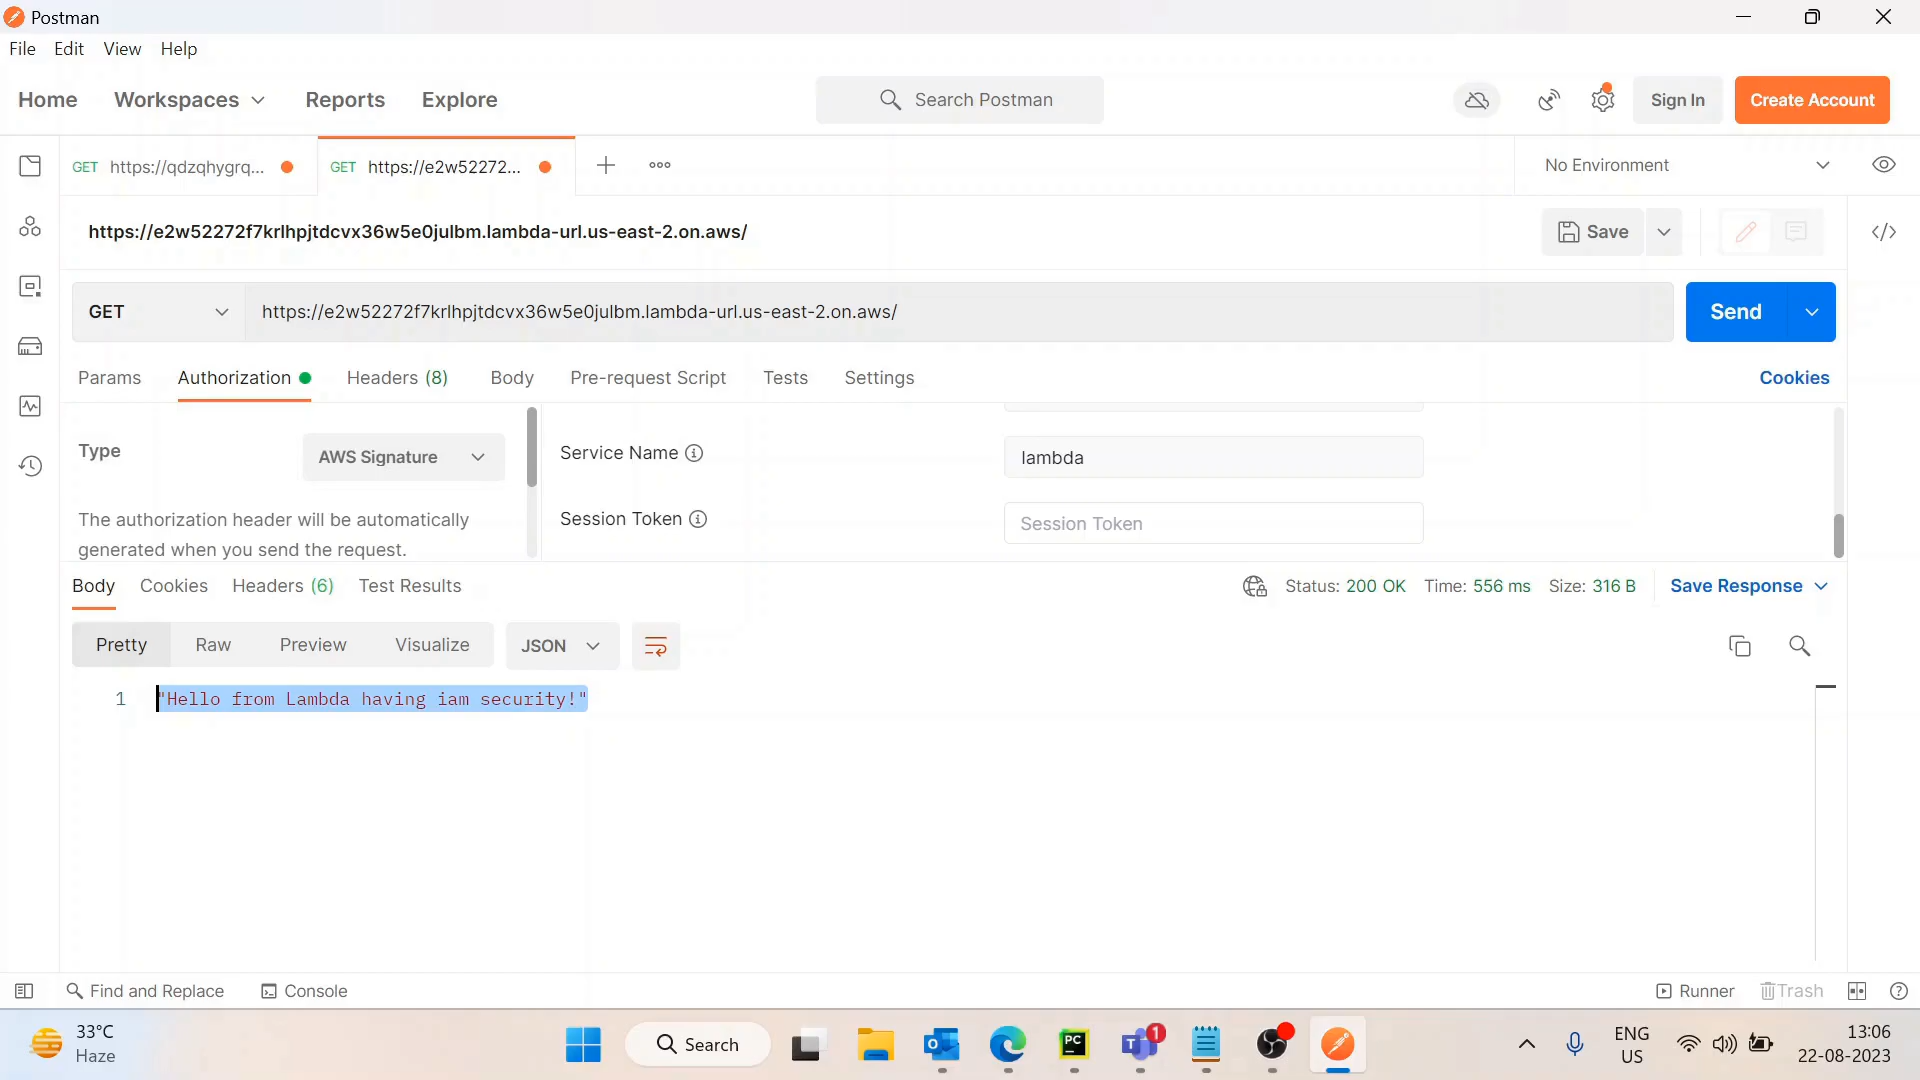 Postman
File Edit View Help
Home Workspaces Reports Explore Search Postman Sign In Create Account
GET https://qdzqhygrq... GET https://e2w52272... No Environment
https://e2w52272f7krlhpjtdcvx36w5e0julbm.lambda-url.us-east-2.on.aws/ Save
GET https://e2w52272f7krlhpjtdcvx36w5e0julbm.lambda-url.us-east-2.on.aws/ Send
Params Authorization Headers (8) Body Pre-request Script Tests Settings Cookies
Type AWS Signature Service Name lambda
The authorization header will be automatically
generated when you send the request.
Session Token Session Token
Body Cookies Headers (6) Test Results Status: 200 OK Time: 556 ms Size: 316 B Save Response
Pretty Raw Preview Visualize JSON
1 "Hello from Lambda having iam security!"
Find and Replace Console Runner Trash
33°C
Haze
Search
PC
1
ENG
US
13:06
22-08-2023